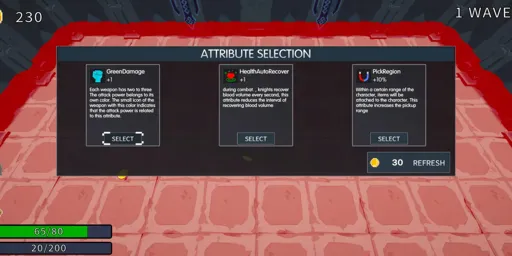 230
1 WAVE
ATTRIBUTE SELECTION
GreenDamage
+1
Each weapon has two to three
The attack power belongs to its
own color. The small icon of the
weapon with this color indicates
that the attack power is related
to this attribute.
SELECT
HealthAutoRecover
+1
during combat , knights recover
blood volume every second, this
attribute reduces the interval of
recovering blood volume
SELECT
PickRegion
+10%
Within a certain range of the
character, items will be
attached to the character. This
attribute increases the pickup
range
SELECT
30 REFRESH
65/80
20/200